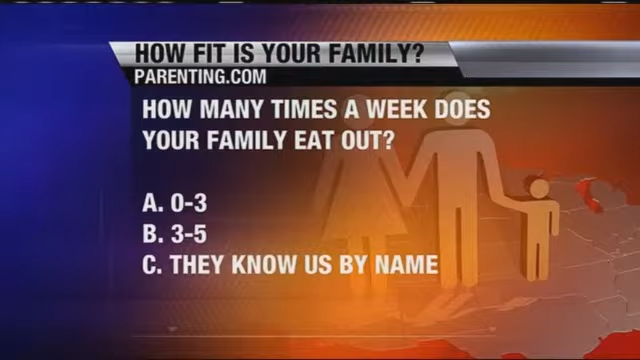 HOW FIT IS YOUR FAMILY?
PARENTING.COM
HOW MANY TIMES A WEEK DOES
YOUR FAMILY EAT OUT?
A. 0-3
B. 3-5
C. THEY KNOW US BY NAME